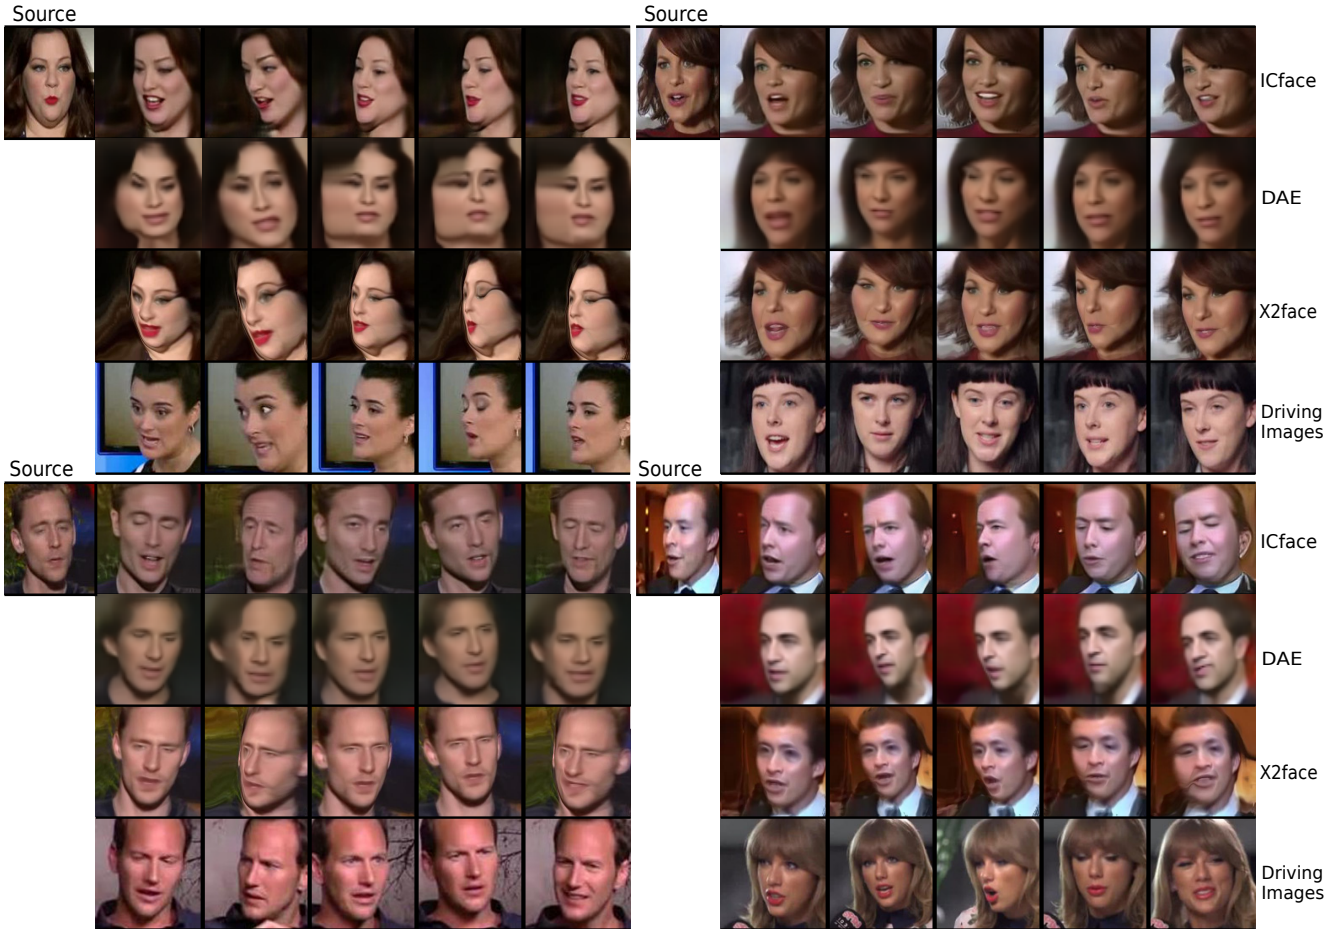 Source
Source
ICface
DAE
X2face
Driving
Images
Source
Source
ICface
DAE
X2face
Driving
Images